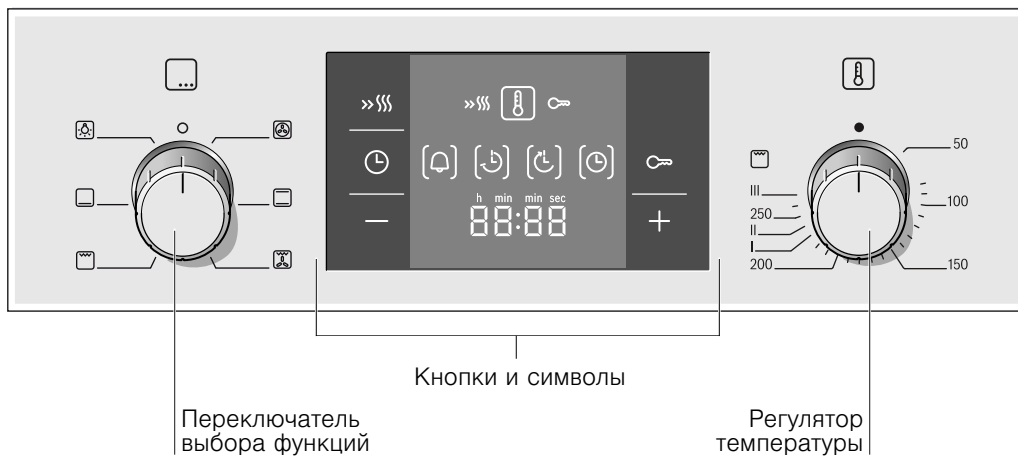 h min min sec
88:88
50
100
150
200
250
III
II
I
Кнопки и символы
Переключатель
выбора функций
Регулятор
температуры